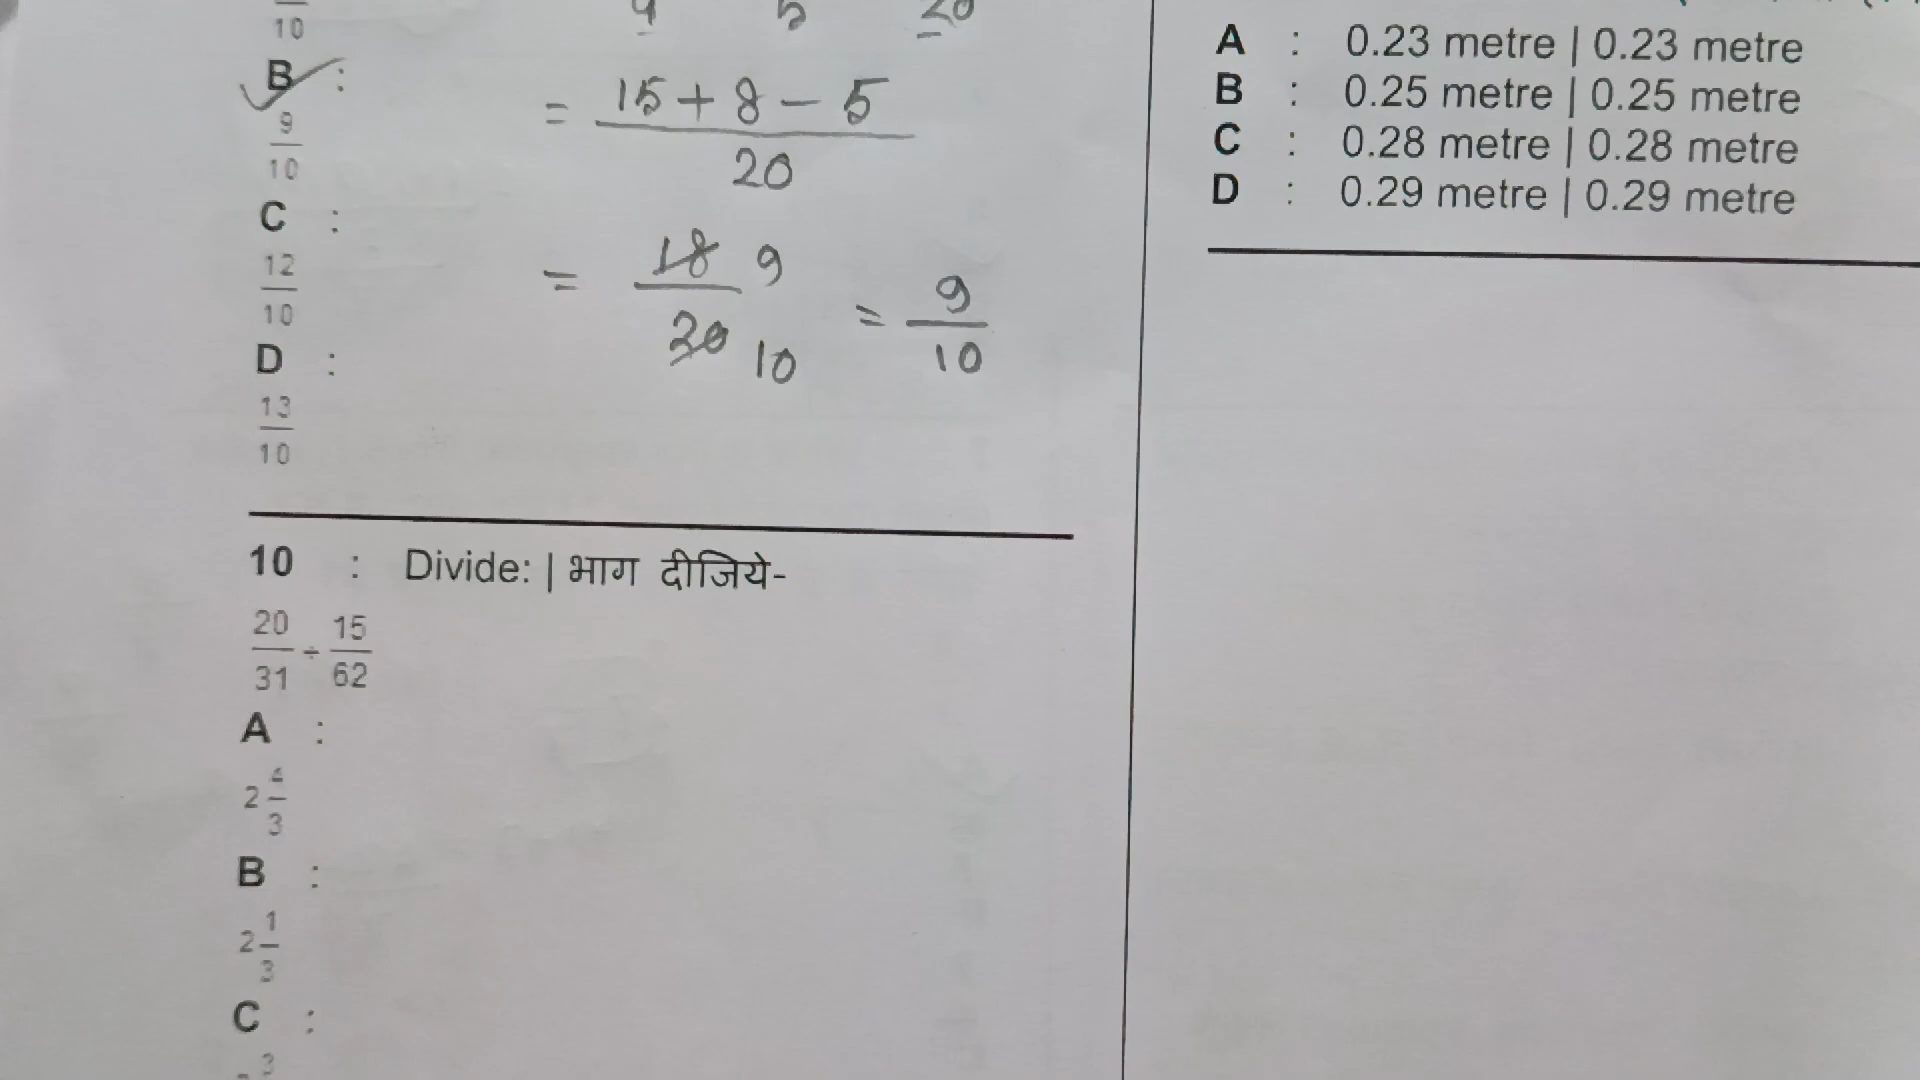 10
B :
9
10
C :
12
10
D :
13
10
= 15 + 8 - 5
20
= 18 9
20 10
= 9
10
10 : Divide: | भाग दीजिये-
20/31 ÷ 15/62
A :
2 4/3
B :
2 1/3
C :
3
A : 0.23 metre | 0.23 metre
B : 0.25 metre | 0.25 metre
C : 0.28 metre | 0.28 metre
D : 0.29 metre | 0.29 metre